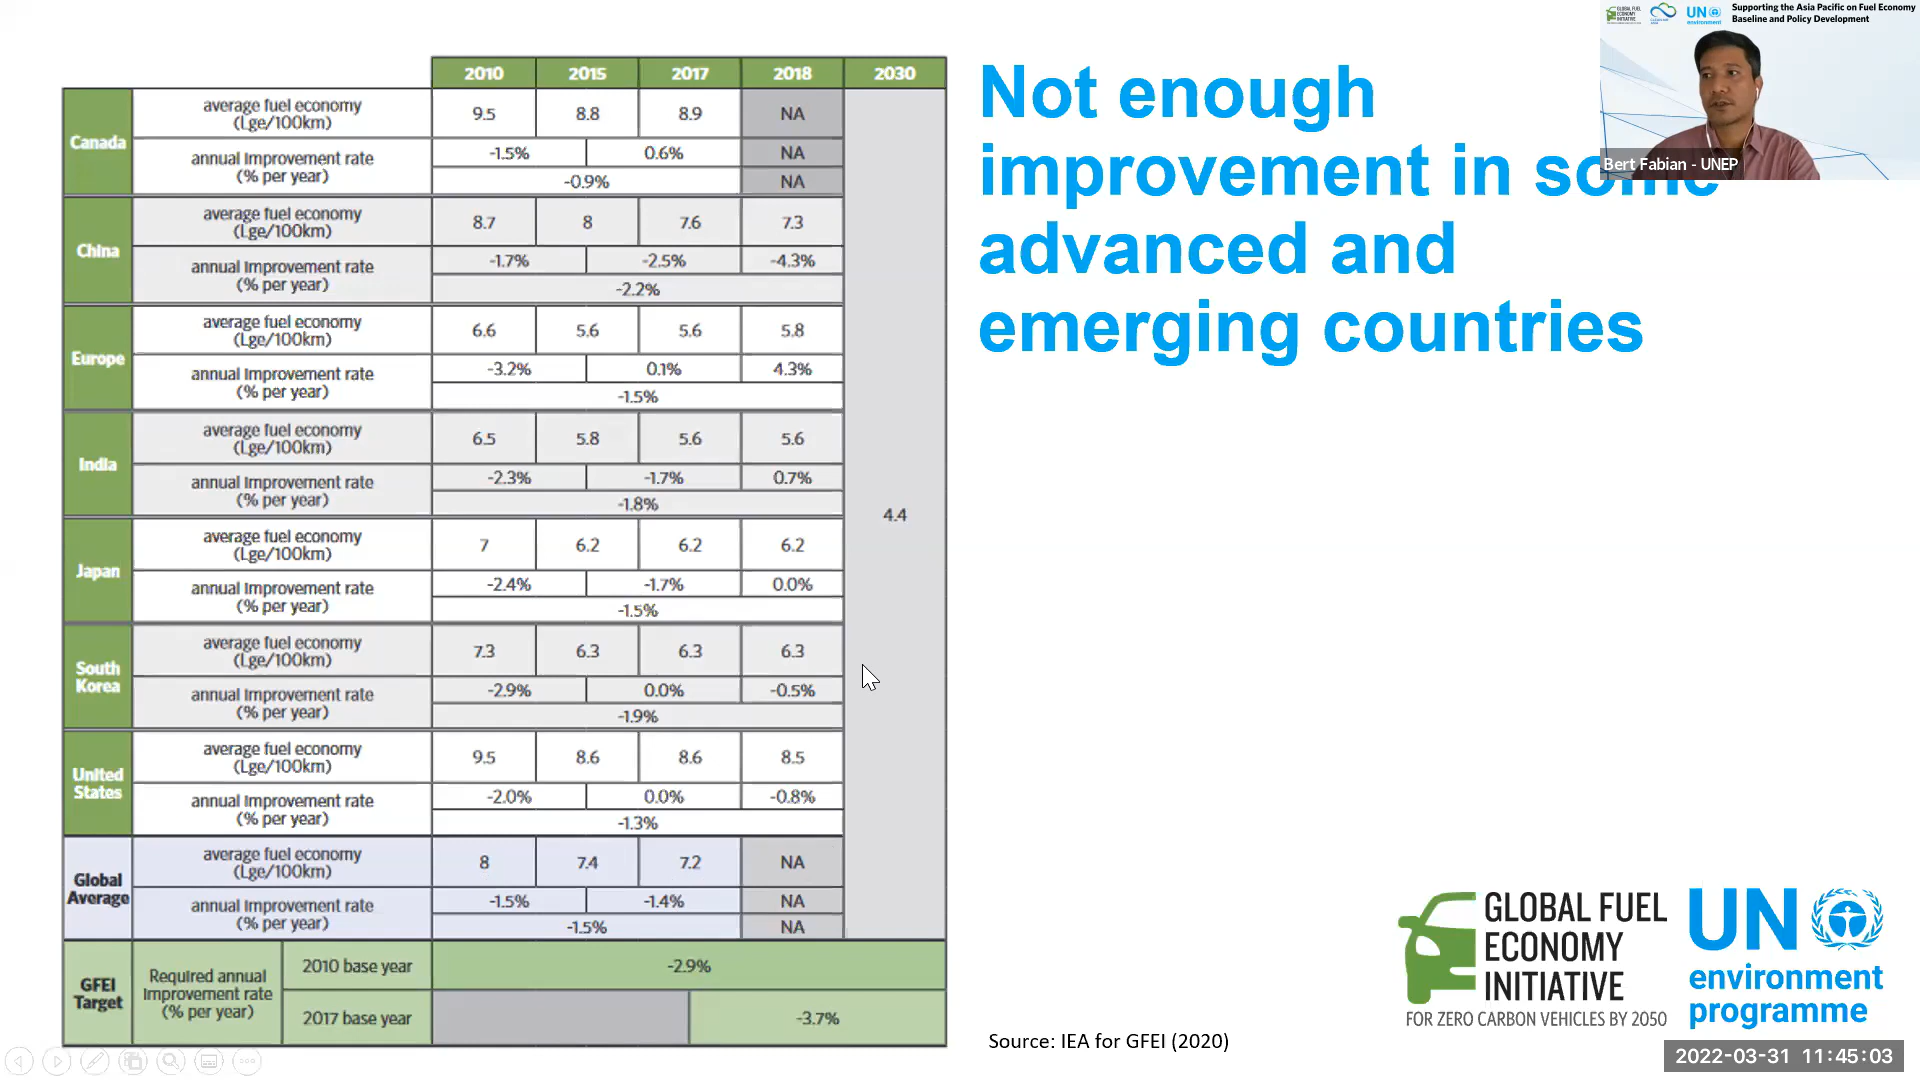 GLOBAL FUEL
ECONOMY
INITIATIVE
UN
environment
Supporting the Asia Pacific on Fuel Economy
Baseline and Policy Development
Bert Fabian - UNEP
Not enough
improvement in some
advanced and
emerging countries
2010 2015 2017 2018 2030
Canada
average fuel economy
(Lge/100km)
9.5 8.8 8.9 NA
annual improvement rate
(% per year)
-1.5% 0.6% NA
-0.9% NA
China
average fuel economy
(Lge/100km)
8.7 8 7.6 7.3
annual improvement rate
(% per year)
-1.7% -2.5% -4.3%
-2.2%
Europe
average fuel economy
(Lge/100km)
6.6 5.6 5.6 5.8
annual improvement rate
(% per year)
-3.2% 0.1% 4.3%
-1.5%
India
average fuel economy
(Lge/100km)
6.5 5.8 5.6 5.6
annual improvement rate
(% per year)
-2.3% -1.7% 0.7%
-1.8%
4.4
Japan
average fuel economy
(Lge/100km)
7 6.2 6.2 6.2
annual improvement rate
(% per year)
-2.4% -1.7% 0.0%
-1.5%
South
Korea
average fuel economy
(Lge/100km)
7.3 6.3 6.3 6.3
annual improvement rate
(% per year)
-2.9% 0.0% -0.5%
-1.9%
United
States
average fuel economy
(Lge/100km)
9.5 8.6 8.6 8.5
annual improvement rate
(% per year)
-2.0% 0.0% -0.8%
-1.3%
Global
Average
average fuel economy
(Lge/100km)
8 7.4 7.2 NA
annual improvement rate
(% per year)
-1.5% -1.4% NA
-1.5% NA
GFEI
Target
Required annual
improvement rate
(% per year)
2010 base year -2.9%
2017 base year -3.7%
Source: IEA for GFEI (2020)
GLOBAL FUEL
ECONOMY
INITIATIVE
FOR ZERO CARBON VEHICLES BY 2050
UN
environment
programme
2022-03-31 11:45:03